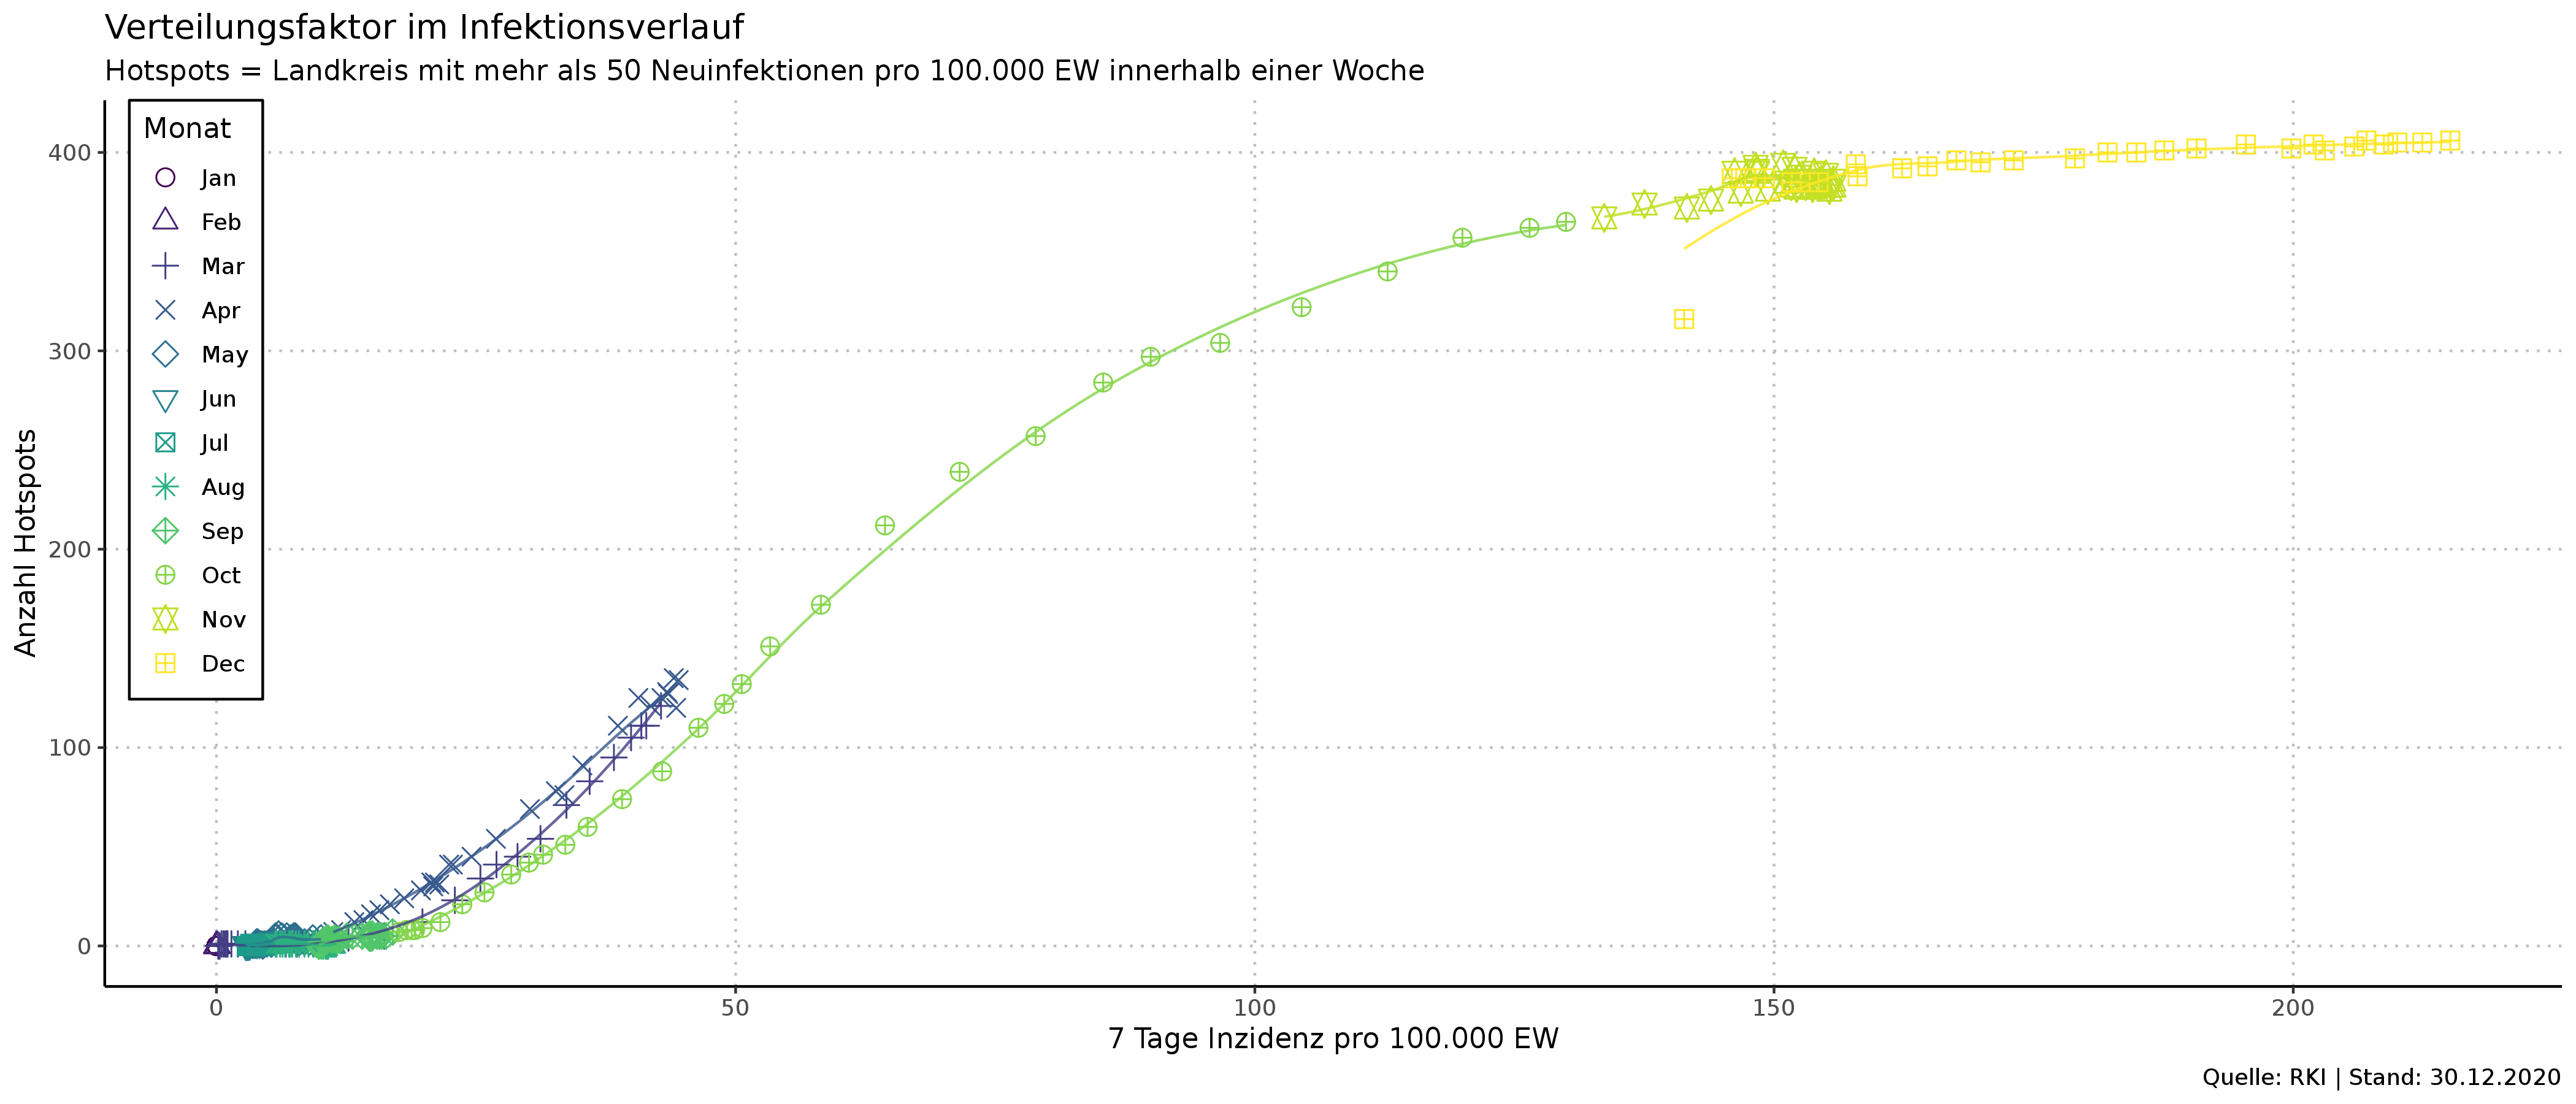 Verteilungsfaktor im Infektionsverlauf
Hotspots = Landkreis mit mehr als 50 Neuinfektionen pro 100.000 EW innerhalb einer Woche
Monat
Jan
Feb
Mar
Apr
May
Jun
Jul
Aug
Sep
Oct
Nov
Dec
Anzahl Hotspots
400
300
200
100
0
0 50 100 150 200
7 Tage Inzidenz pro 100.000 EW
Quelle: RKI | Stand: 30.12.2020